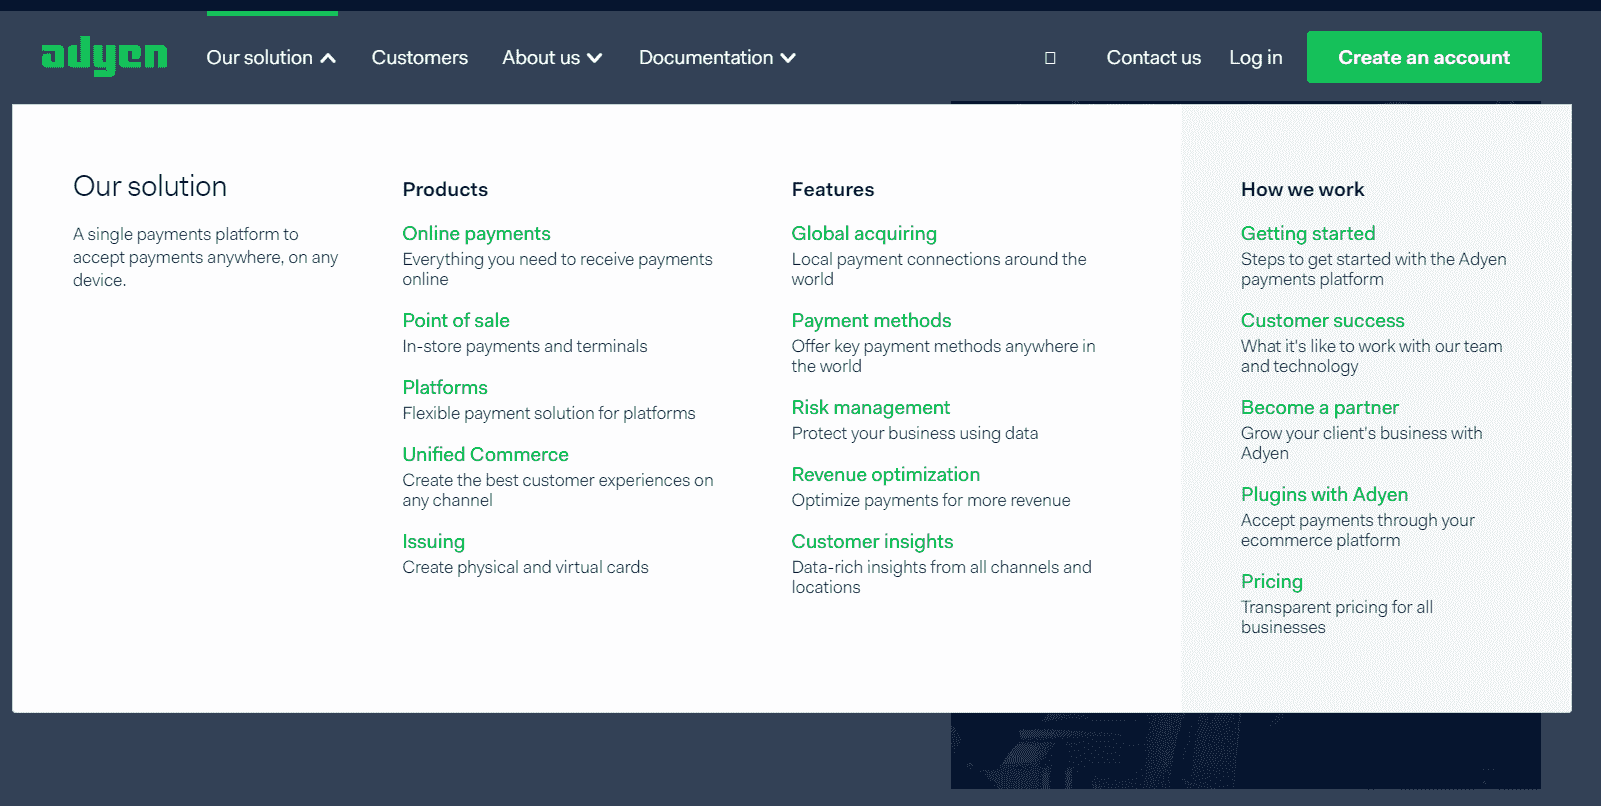 adyen
Our solution
Customers
About us
Documentation
Contact us
Log in
Create an account
Our solution
A single payments platform to
accept payments anywhere, on any
device.
Products
Online payments
Everything you need to receive payments
online
Point of sale
In-store payments and terminals
Platforms
Flexible payment solution for platforms
Unified Commerce
Create the best customer experiences on
any channel
Issuing
Create physical and virtual cards
Features
Global acquiring
Local payment connections around the
world
Payment methods
Offer key payment methods anywhere in
the world
Risk management
Protect your business using data
Revenue optimization
Optimize payments for more revenue
Customer insights
Data-rich insights from all channels and
locations
How we work
Getting started
Steps to get started with the Adyen
payments platform
Customer success
What it's like to work with our team
and technology
Become a partner
Grow your client's business with
Adyen
Plugins with Adyen
Accept payments through your
ecommerce platform
Pricing
Transparent pricing for all
businesses